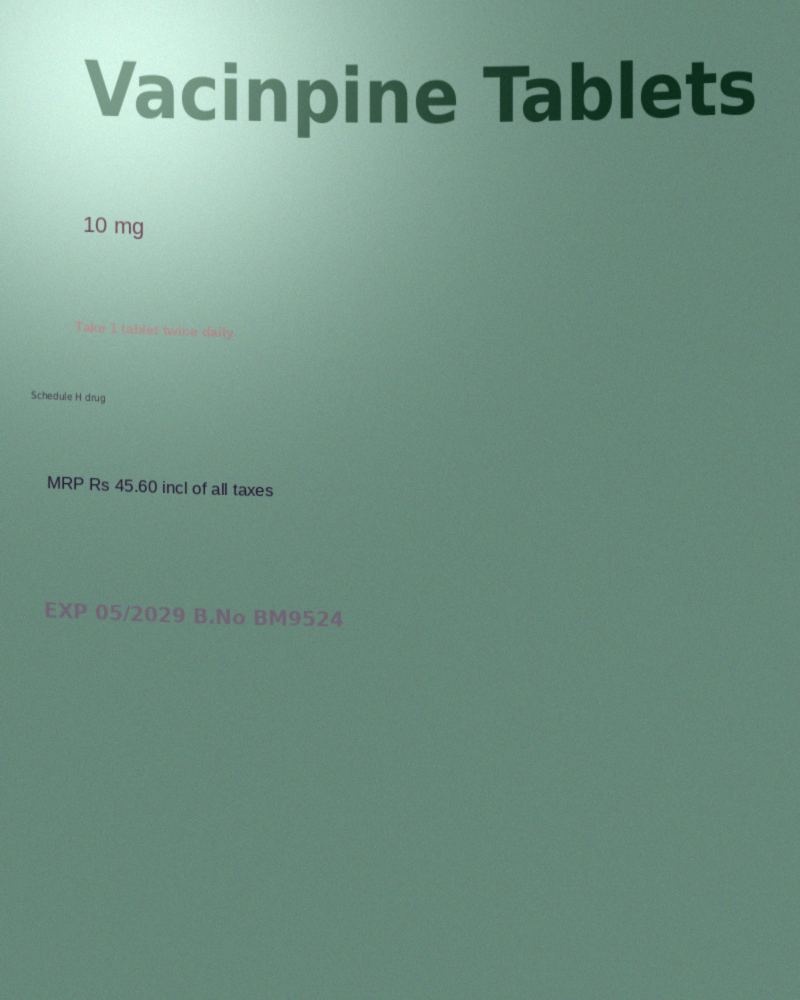 Vacinpine Tablets
10 mg
Take 1 tablet twice daily
Schedule H drug
MRP Rs 45.60 incl of all taxes
EXP 05/2029 B.No BM9524